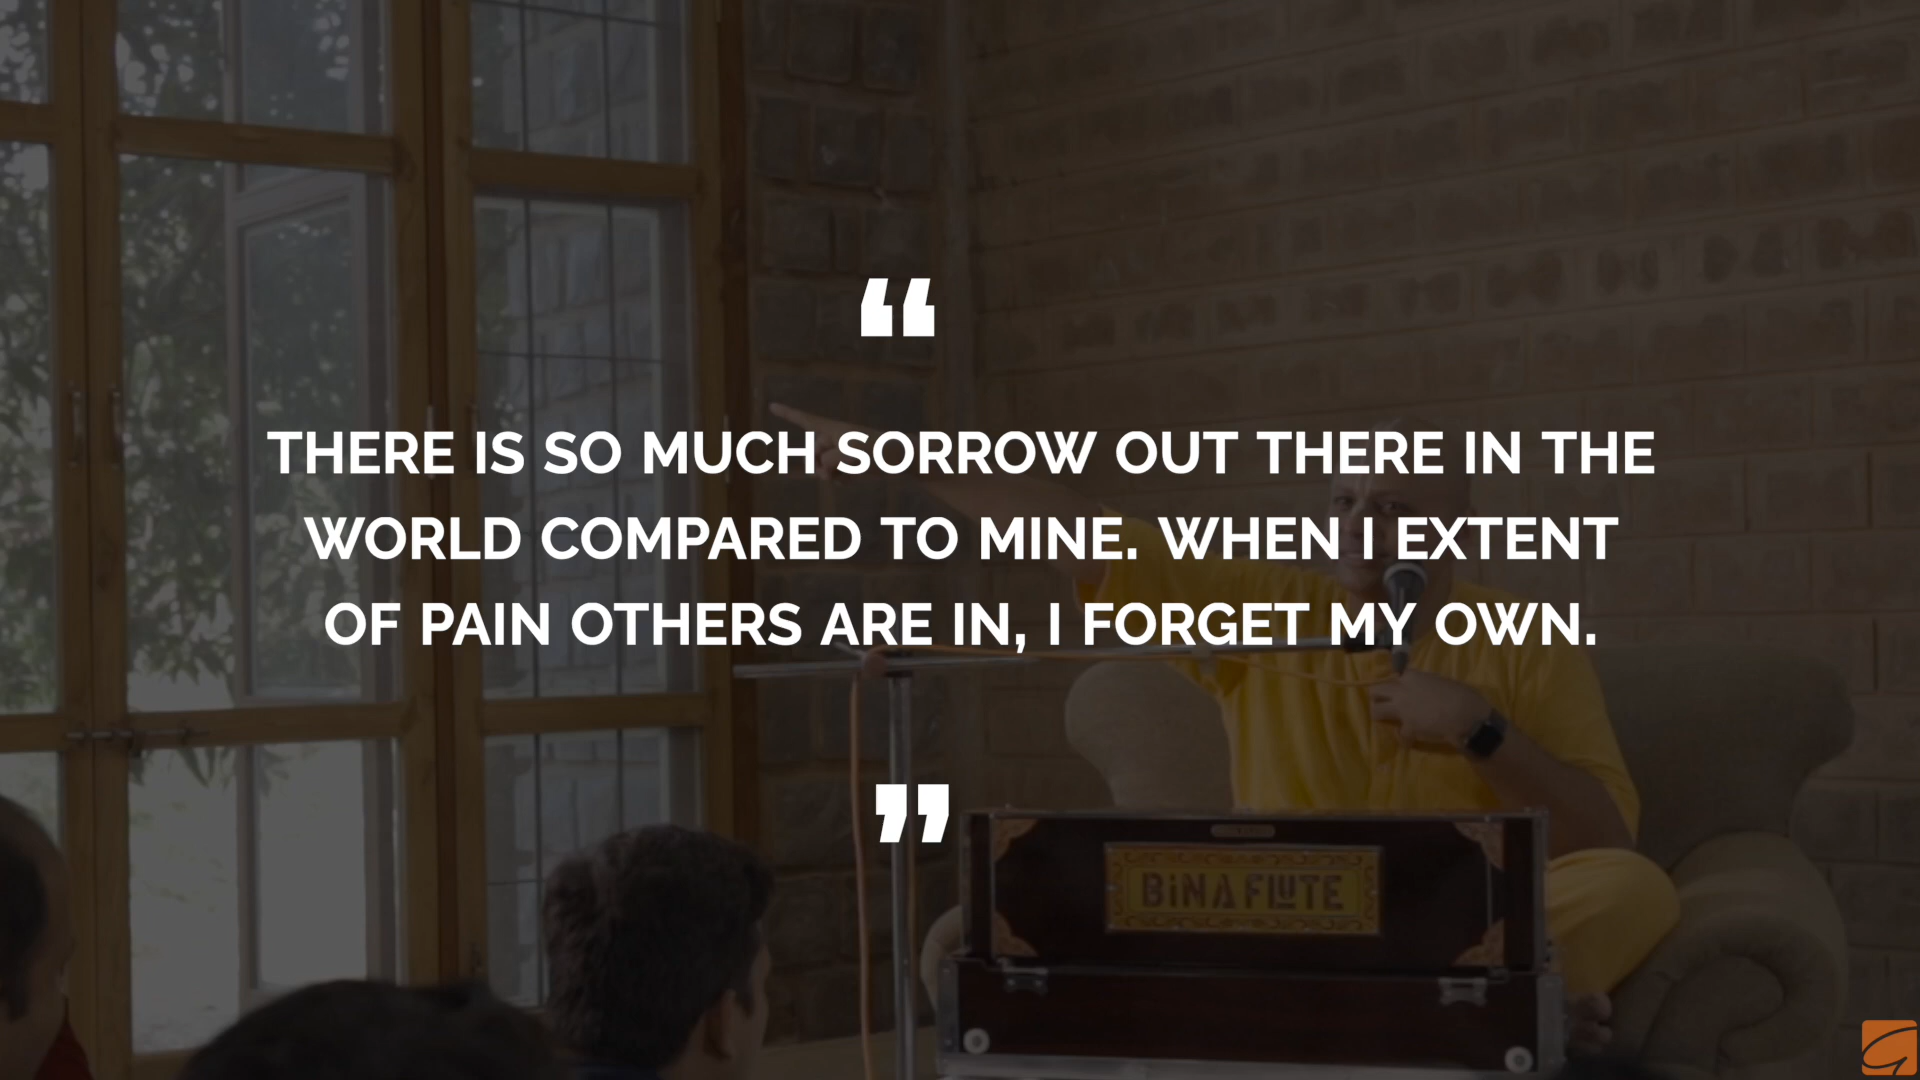 “
THERE IS SO MUCH SORROW OUT THERE IN THE
WORLD COMPARED TO MINE. WHEN I EXTENT
OF PAIN OTHERS ARE IN, I FORGET MY OWN.
”
BINA FLUTE